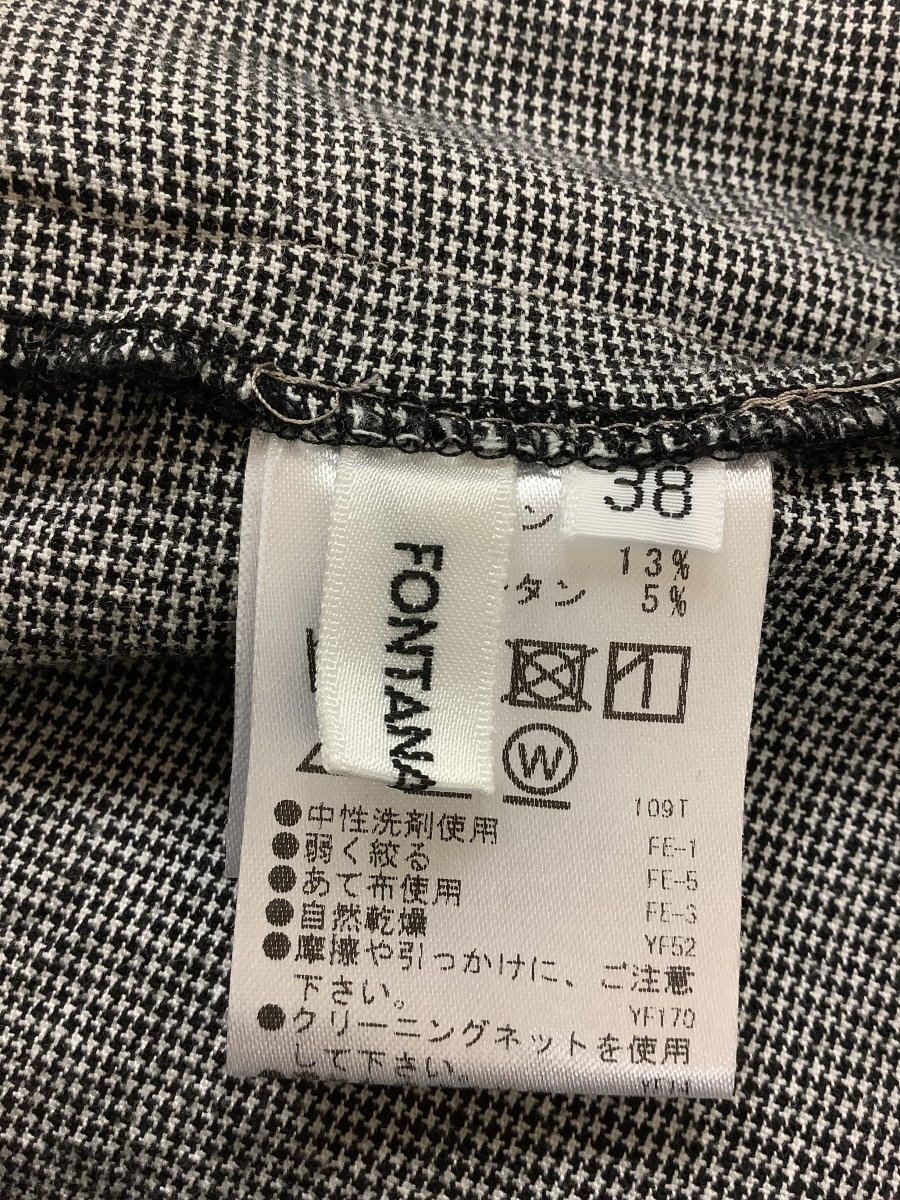 38
ン
13%
タン 5%
FONTANA
W
109T
●中性洗剤使用
●弱く絞る FE-1
●あて布使用 FE-5
●自然乾燥 FE-3
●摩擦や引っかけに、ご注意 YF52
下さい。
●クリーニングネットを使用 YF170
して下さい。